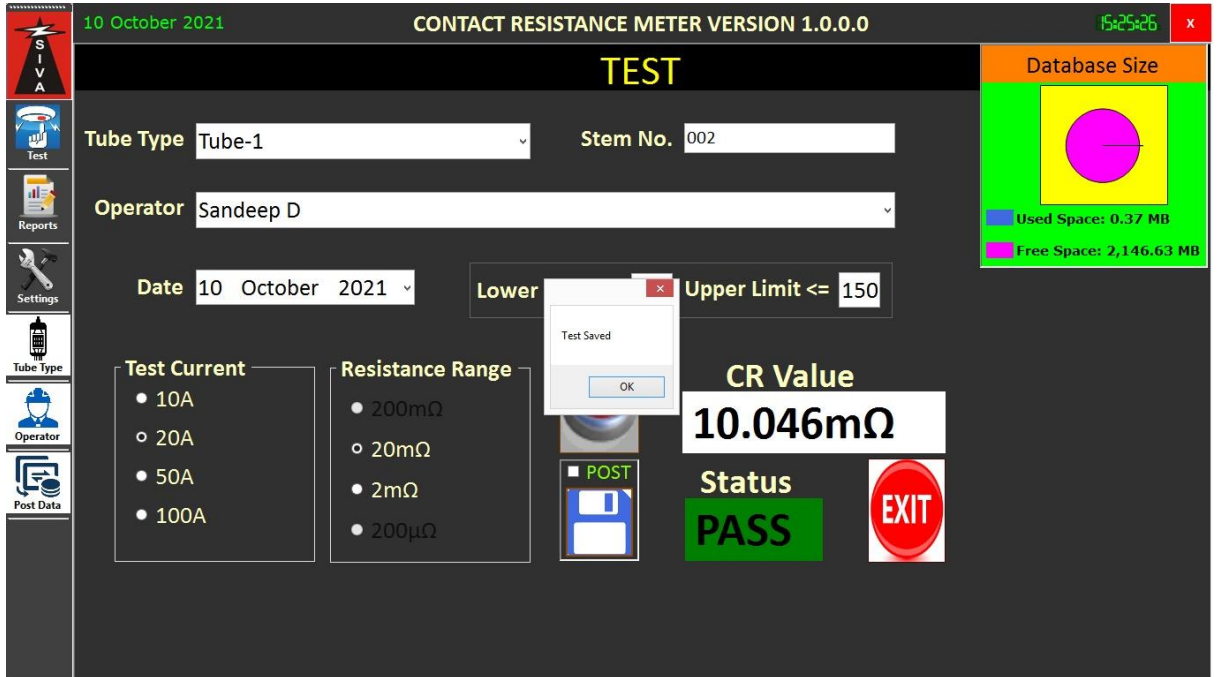 10 October 2021
CONTACT RESISTANCE METER VERSION 1.0.0.0
15:25:26
x
SIVA
TEST
Database Size
Used Space: 0.37 MB
Free Space: 2,146.63 MB
Test
Reports
Settings
Tube Type
Operator
Post Data
Tube Type
Tube-1
Stem No.
002
Operator
Sandeep D
Date
10 October 2021
Lower
Upper Limit <= 150
Test Saved
OK
Test Current
10A
20A
50A
100A
Resistance Range
200mΩ
20mΩ
2mΩ
200µΩ
CR Value
10.046mΩ
POST
Status
PASS
EXIT